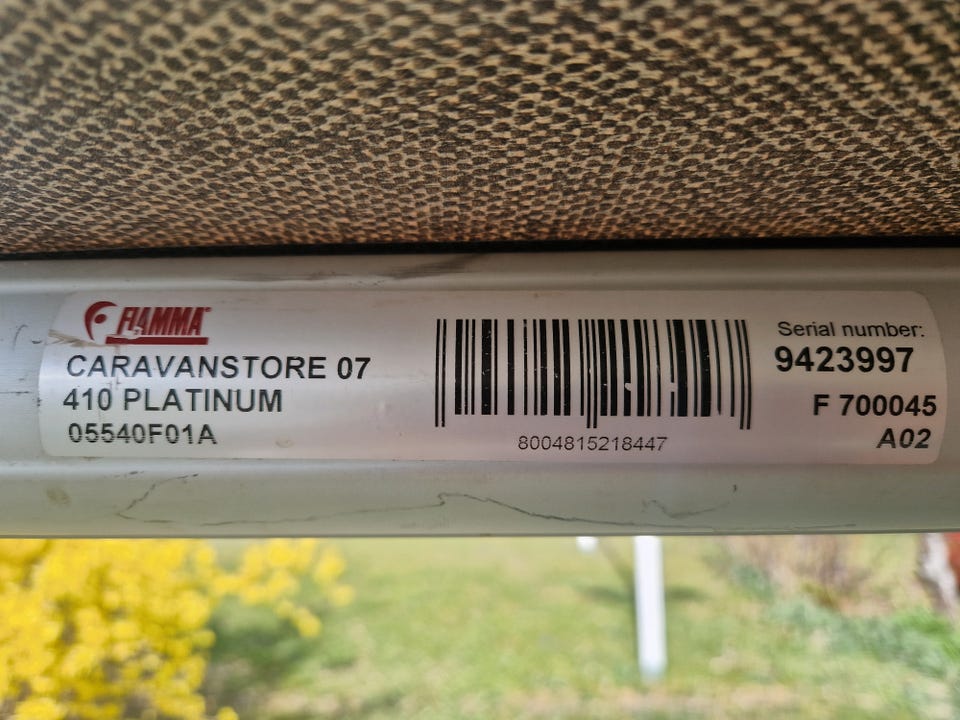 FIAMMA
CARAVANSTORE 07
410 PLATINUM
05540F01A
8004815218447
Serial number:
9423997
F 700045
A02